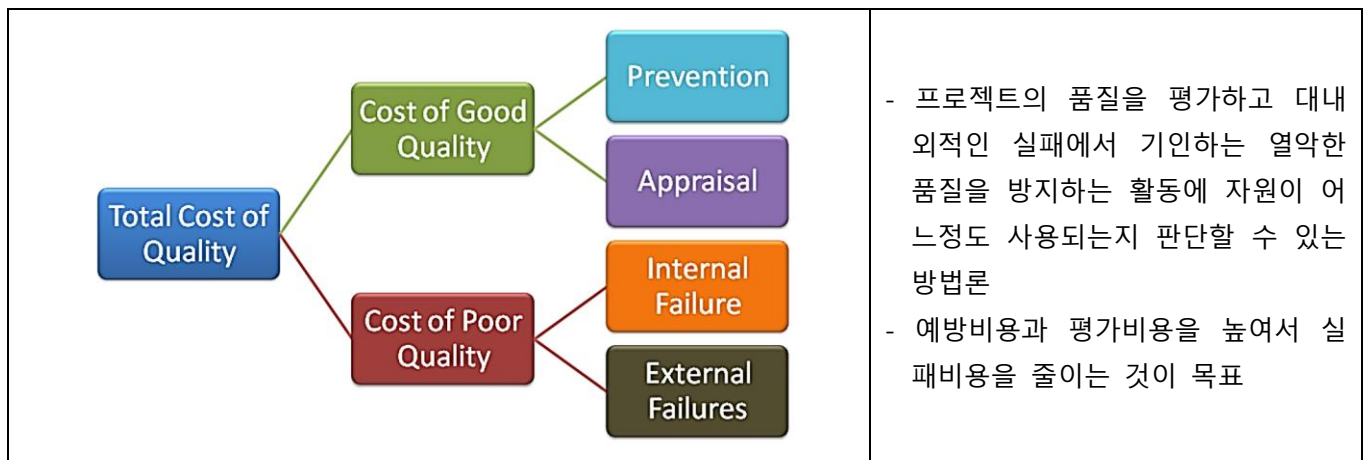 Total Cost of
Quality
Cost of Good
Quality
Cost of Poor
Quality
Prevention
Appraisal
Internal
Failure
External
Failures
- 프로젝트의 품질을 평가하고 대내
외적인 실패에서 기인하는 열악한
품질을 방지하는 활동에 자원이 어
느정도 사용되는지 판단할 수 있는
방법론
- 예방비용과 평가비용을 높여서 실
패비용을 줄이는 것이 목표